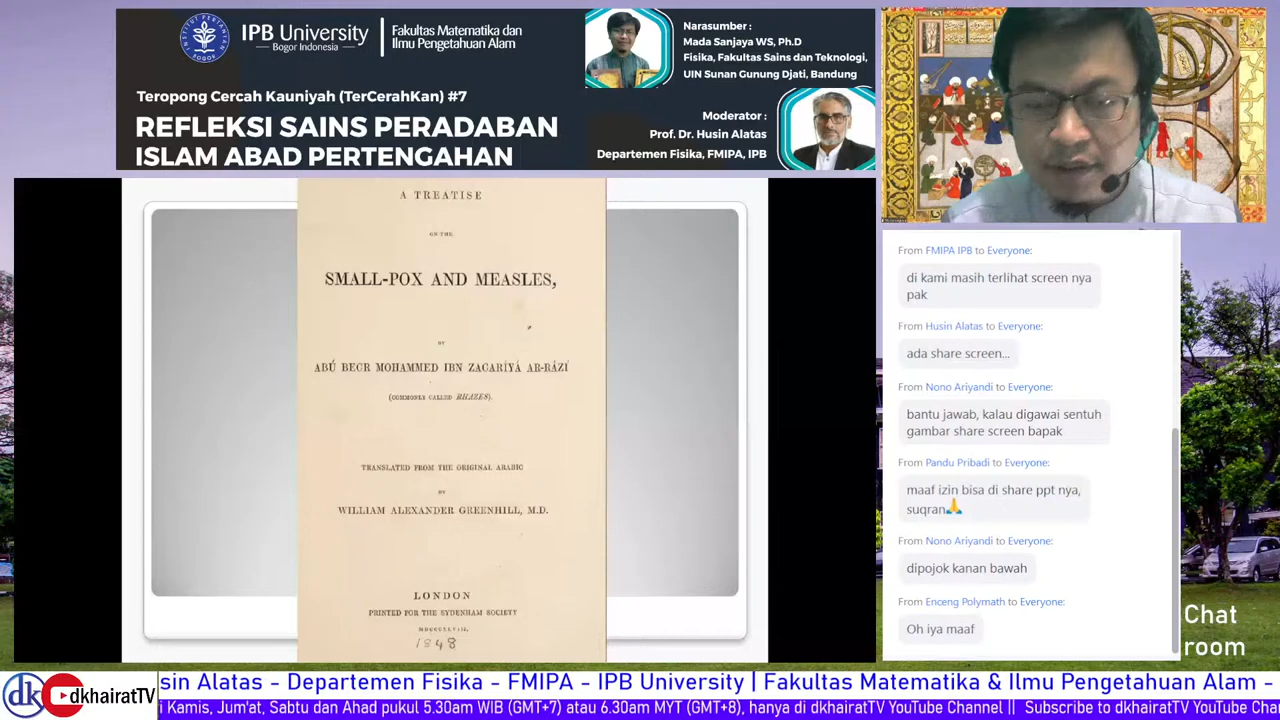 IPB University
Bogor Indonesia
Fakultas Matematika dan
Ilmu Pengetahuan Alam
Teropong Cercah Kauniyah (TerCerahKan) #7
REFLEKSI SAINS PERADABAN
ISLAM ABAD PERTENGAHAN
Narasumber :
Mada Sanjaya WS, Ph.D
Fisika, Fakultas Sains dan Teknologi,
UIN Sunan Gunung Djati, Bandung
Moderator :
Prof. Dr. Husin Alatas
Departemen Fisika, FMIPA, IPB
A TREATISE
ON THE
SMALL-POX AND MEASLES,
BY
ABÚ BECR MOHAMMED IBN ZACARÍYÁ AR-RÁZÍ
(COMMONLY CALLED RHAZES).
TRANSLATED FROM THE ORIGINAL ARABIC
BY
WILLIAM ALEXANDER GREENHILL, M.D.
LONDON
PRINTED FOR THE SYDENHAM SOCIETY
1848
From FMIPA IPB to Everyone:
di kami masih terlihat screen nya
pak
From Husin Alatas to Everyone:
ada share screen...
From Nono Ariyandi to Everyone:
bantu jawab, kalau digawai sentuh
gambar share screen bapak
From Pandu Pribadi to Everyone:
maaf izin bisa di share ppt nya,
suqran🙏
From Nono Ariyandi to Everyone:
dipojok kanan bawah
From Enceng Polymath to Everyone:
Oh iya maaf
Chat
room
dk dkhairatTV
sin Alatas - Departemen Fisika - FMIPA - IPB University | Fakultas Matematika & Ilmu Pengetahuan Alam -
i Kamis, Jum'at, Sabtu dan Ahad pukul 5.30am WIB (GMT+7) atau 6.30am MYT (GMT+8), hanya di dkhairatTV YouTube Channel || Subscribe to dkhairatTV YouTube Cha